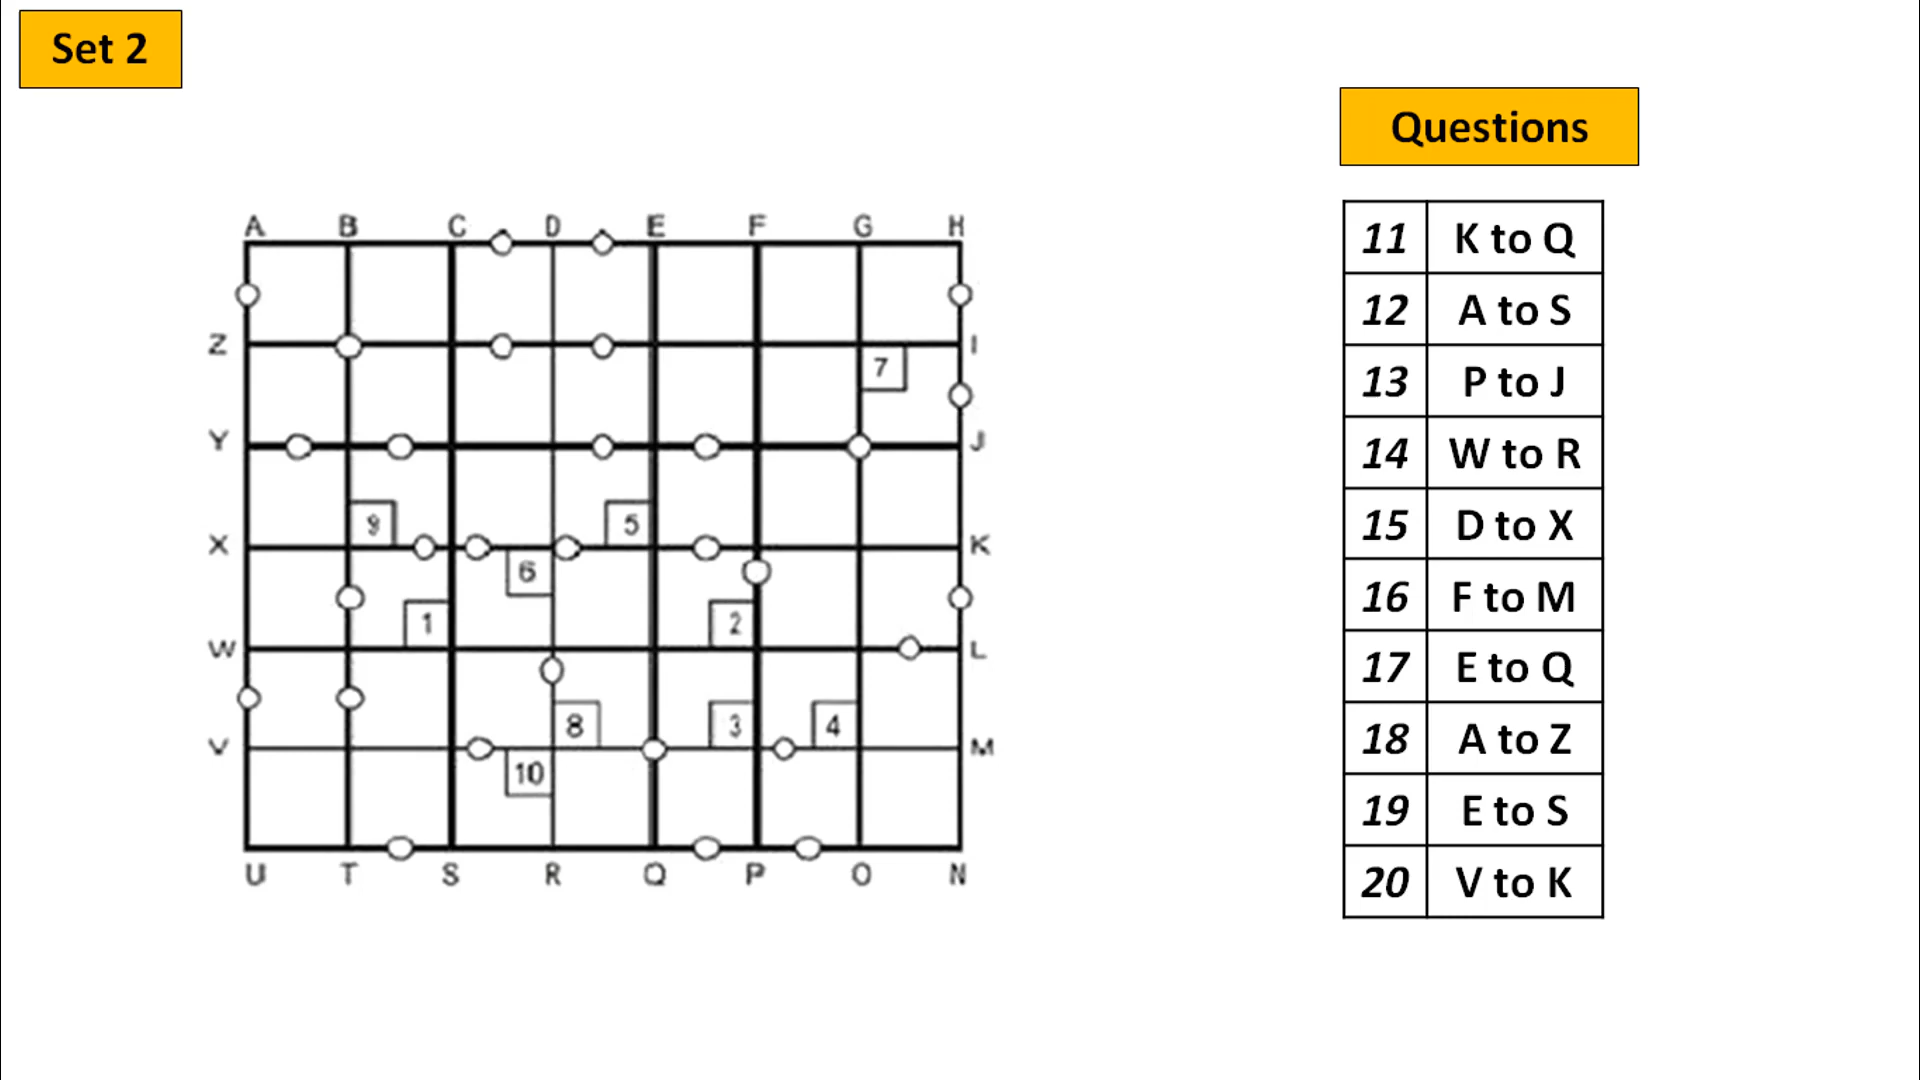 Set 2
Questions
A B C D E F G H
Z I
7
Y J
9 5
X K
6
1 2
W L
8 3 4
V M
10
U T S R Q P O N
11 K to Q
12 A to S
13 P to J
14 W to R
15 D to X
16 F to M
17 E to Q
18 A to Z
19 E to S
20 V to K